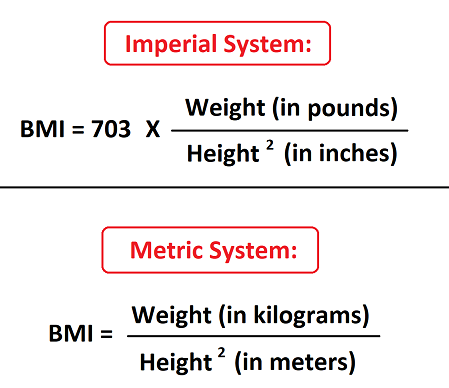 Imperial System:
BMI = 703 X Weight (in pounds)
Height ² (in inches)
Metric System:
BMI = Weight (in kilograms)
Height ² (in meters)